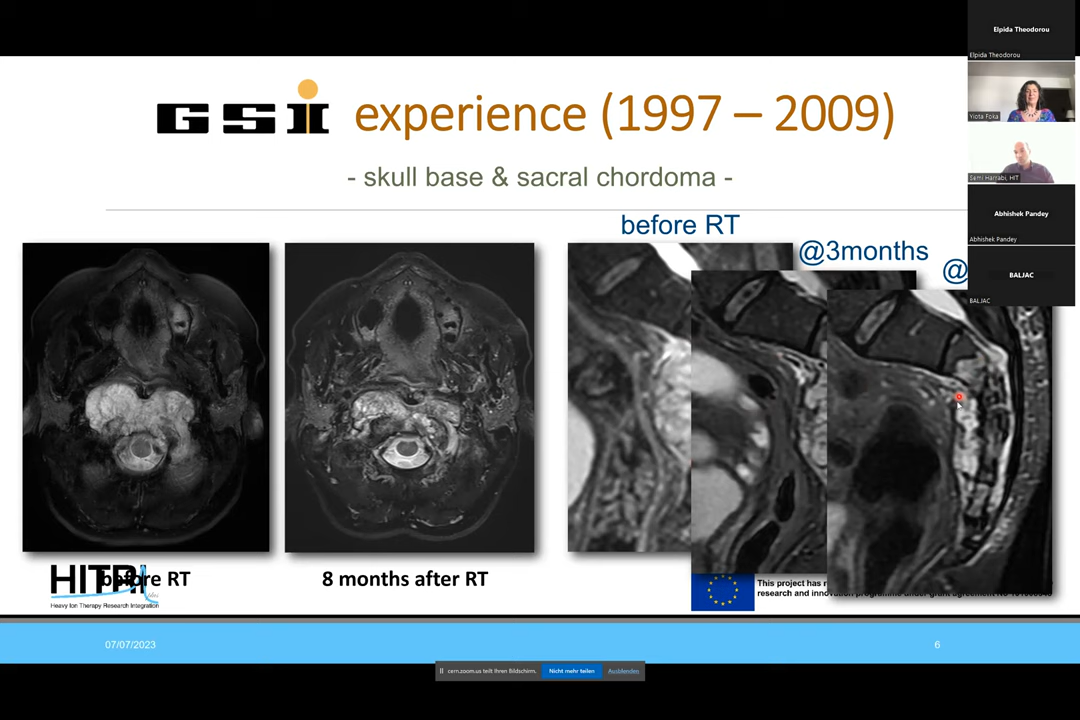 GSI experience (1997 – 2009)
- skull base & sacral chordoma -
before RT
@3months
@
before RT
8 months after RT
HITRI
Heavy Ion Therapy Research Integration
This project has r
research and inno
07/07/2023
6
Elpida Theodorou
Elpida Theodorou
Yiota Foka
Semi Harrabi, HIT
Abhishek Pandey
Abhishek Pandey
BALJAC
BALJAC
cern.zoom.us teilt Ihren Bildschirm.
Nicht mehr teilen
Ausblenden